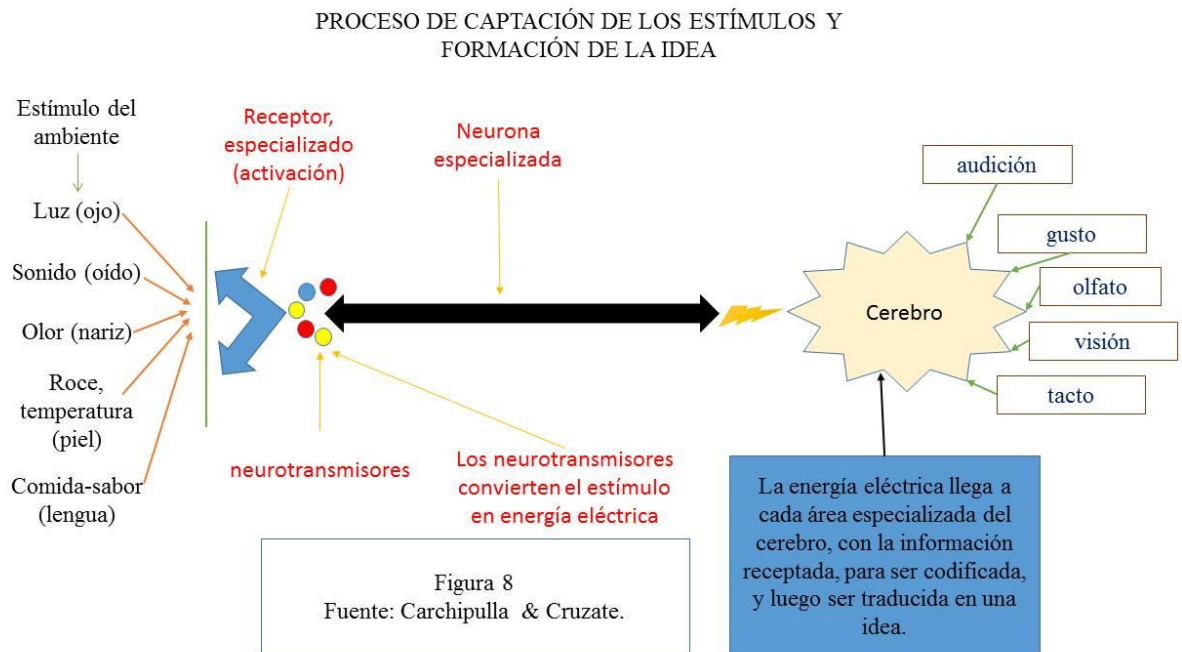 PROCESO DE CAPTACIÓN DE LOS ESTÍMULOS Y
FORMACIÓN DE LA IDEA
Estímulo del
ambiente
Luz (ojo)
Sonido (oído)
Olor (nariz)
Roce,
temperatura
(piel)
Comida-sabor
(lengua)
Receptor,
especializado
(activación)
neurotransmisores
Los neurotransmisores
convierten el estímulo
en energía eléctrica
Neurona
especializada
Cerebro
audición
gusto
olfato
visión
tacto
La energía eléctrica llega a
cada área especializada del
cerebro, con la información
receptada, para ser codificada,
y luego ser traducida en una
idea.
Figura 8
Fuente: Carchipulla & Cruzate.